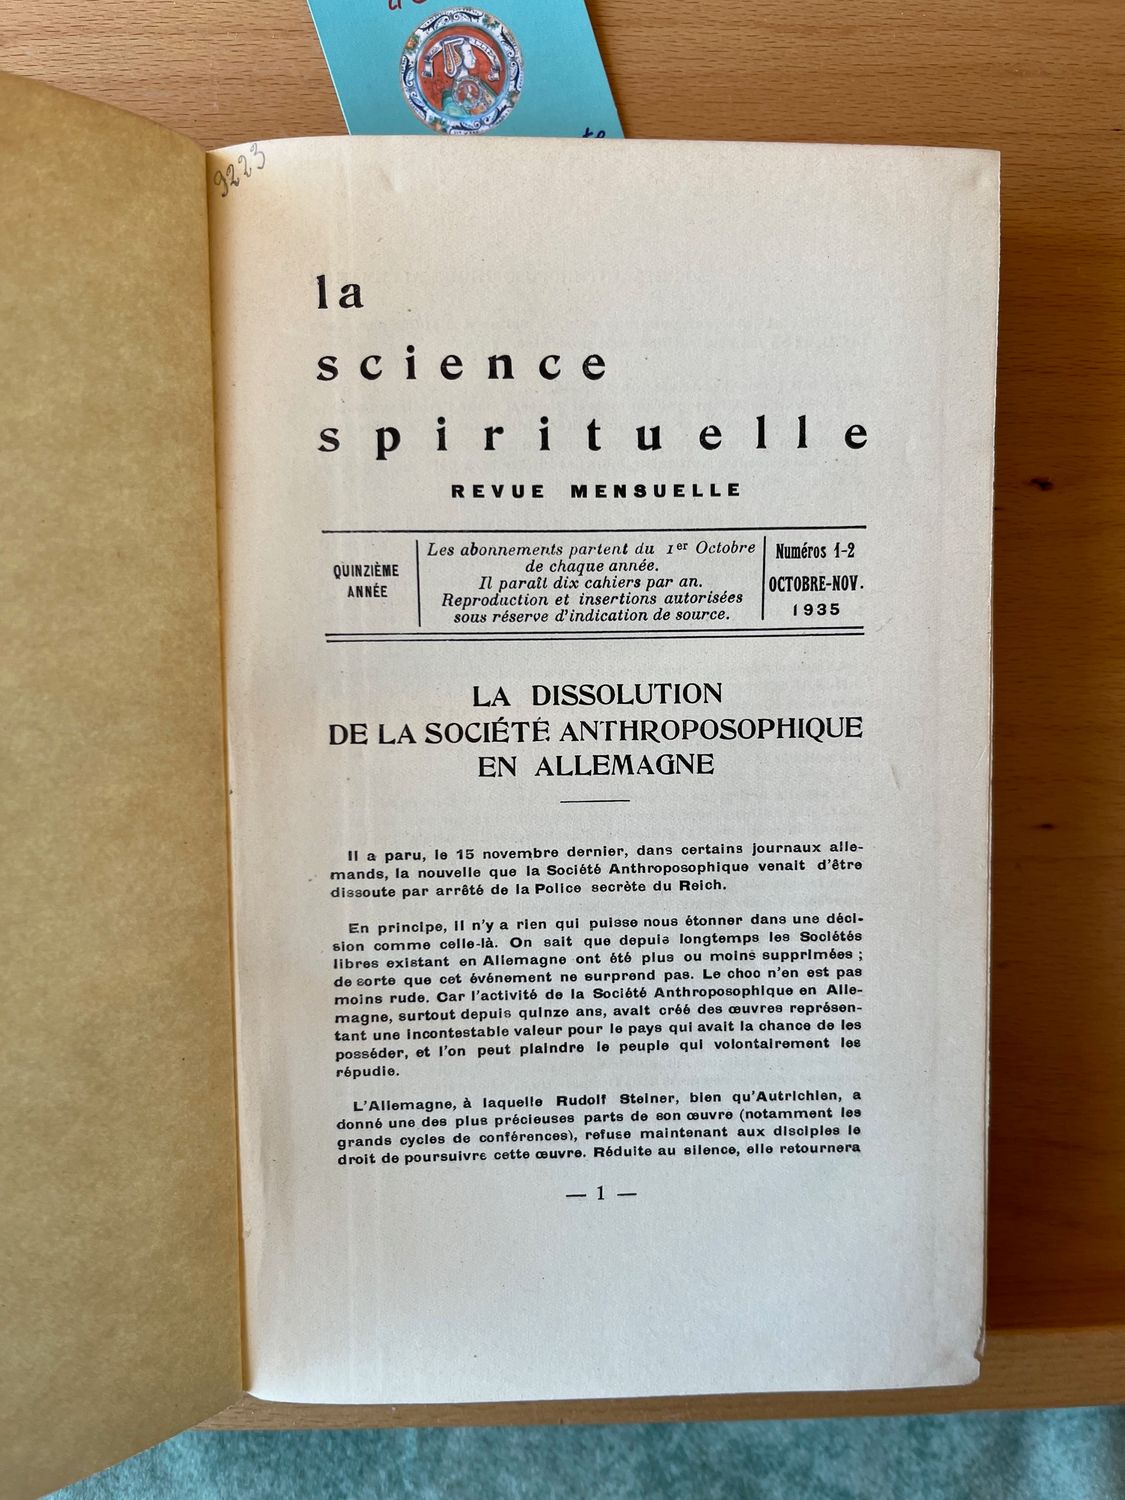 3223
la
science
spirituelle
REVUE MENSUELLE
QUINZIÈME
ANNÉE
Les abonnements partent du 1er Octobre
de chaque année.
Il paraît dix cahiers par an.
Reproduction et insertions autorisées
sous réserve d'indication de source.
Numéros 1-2
OCTOBRE-NOV.
1935
LA DISSOLUTION
DE LA SOCIÉTÉ ANTHROPOSOPHIQUE
EN ALLEMAGNE
Il a paru, le 15 novembre dernier, dans certains journaux alle-
mands, la nouvelle que la Société Anthroposophique venait d'être
dissoute par arrêté de la Police secrète du Reich.
En principe, il n'y a rien qui puisse nous étonner dans une déci-
sion comme celle-là. On sait que depuis longtemps les Sociétés
libres existant en Allemagne ont été plus ou moins supprimées ;
de sorte que cet événement ne surprend pas. Le choc n'en est pas
moins rude. Car l'activité de la Société Anthroposophique en Alle-
magne, surtout depuis quinze ans, avait créé des œuvres représen-
tant une incontestable valeur pour le pays qui avait la chance de les
posséder, et l'on peut plaindre le peuple qui volontairement les
répudie.
L'Allemagne, à laquelle Rudolf Steiner, bien qu'Autrichien, a
donné une des plus précieuses parts de son œuvre (notamment les
grands cycles de conférences), refuse maintenant aux disciples le
droit de poursuivre cette œuvre. Réduite au silence, elle retournera
— 1 —